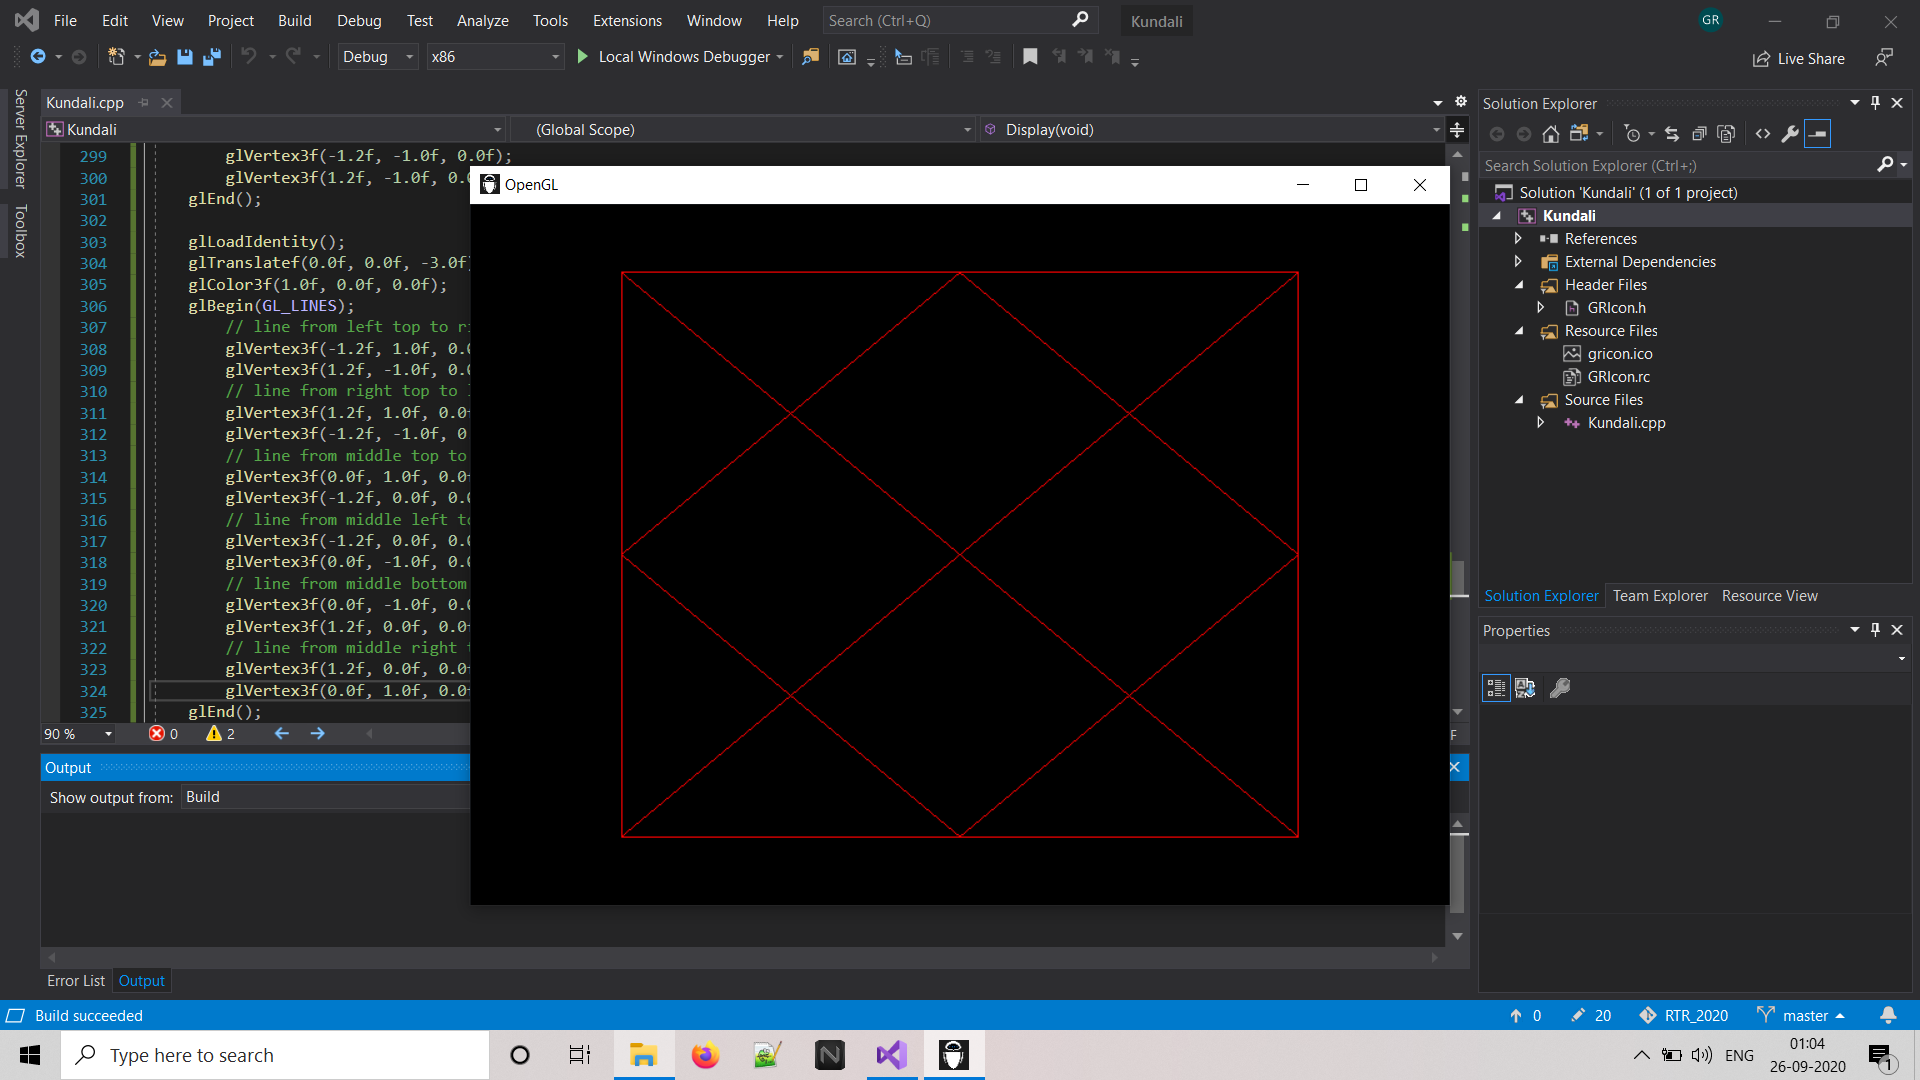 File Edit View Project Build Debug Test Analyze Tools Extensions Window Help Search (Ctrl+Q) Kundali GR
Debug x86 Local Windows Debugger Live Share
Server Explorer
Toolbox
Kundali.cpp
Kundali (Global Scope) Display(void)
299 glVertex3f(-1.2f, -1.0f, 0.0f);
300 glVertex3f(1.2f, -1.0f, 0.0
301 glEnd();
302
303 glLoadIdentity();
304 glTranslatef(0.0f, 0.0f, -3.0f
305 glColor3f(1.0f, 0.0f, 0.0f);
306 glBegin(GL_LINES);
307 // line from left top to ri
308 glVertex3f(-1.2f, 1.0f, 0.0
309 glVertex3f(1.2f, -1.0f, 0.0
310 // line from right top to l
311 glVertex3f(1.2f, 1.0f, 0.0f
312 glVertex3f(-1.2f, -1.0f, 0
313 // line from middle top to
314 glVertex3f(0.0f, 1.0f, 0.0f
315 glVertex3f(-1.2f, 0.0f, 0.0
316 // line from middle left to
317 glVertex3f(-1.2f, 0.0f, 0.0
318 glVertex3f(0.0f, -1.0f, 0.0
319 // line from middle bottom
320 glVertex3f(0.0f, -1.0f, 0.0
321 glVertex3f(1.2f, 0.0f, 0.0f
322 // line from middle right t
323 glVertex3f(1.2f, 0.0f, 0.0f
324 glVertex3f(0.0f, 1.0f, 0.0f
325 glEnd();
90 % 0 2
OpenGL
Output
Show output from: Build
Error List Output
Solution Explorer
Search Solution Explorer (Ctrl+;)
Solution 'Kundali' (1 of 1 project)
Kundali
References
External Dependencies
Header Files
GRIcon.h
Resource Files
gricon.ico
GRIcon.rc
Source Files
Kundali.cpp
Solution Explorer Team Explorer Resource View
Properties
Build succeeded 0 20 RTR_2020 master
Type here to search ENG 01:04
26-09-2020
1